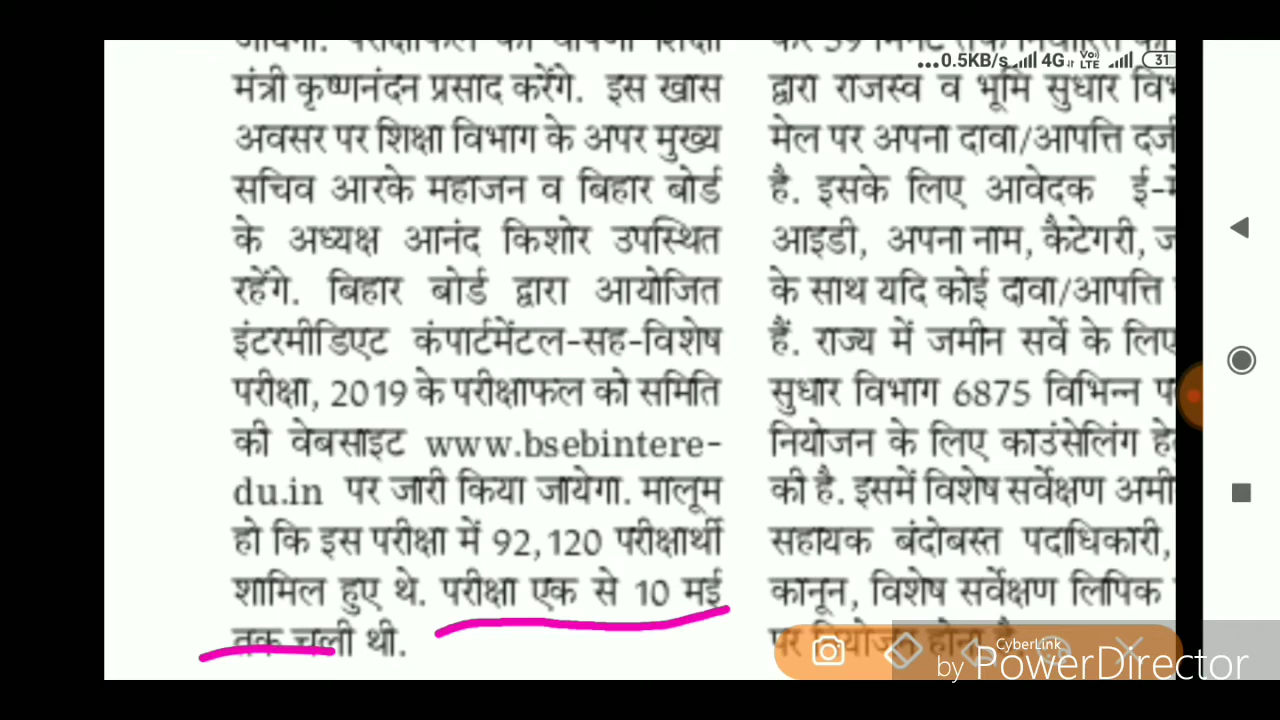 ...0.5KB/s 4G VoLTE 31
मंत्री कृष्णनंदन प्रसाद करेंगे. इस खास
अवसर पर शिक्षा विभाग के अपर मुख्य
सचिव आरके महाजन व बिहार बोर्ड
के अध्यक्ष आनंद किशोर उपस्थित
रहेंगे. बिहार बोर्ड द्वारा आयोजित
इंटरमीडिएट कंपार्टमेंटल-सह-विशेष
परीक्षा, 2019 के परीक्षाफल को समिति
की वेबसाइट www.bsebintere-
du.in पर जारी किया जायेगा. मालूम
हो कि इस परीक्षा में 92,120 परीक्षार्थी
शामिल हुए थे. परीक्षा एक से 10 मई
तक चली थी.
द्वारा राजस्व व भूमि सुधार
मेल पर अपना दावा/आपत्ति दर्ज
है. इसके लिए आवेदक
आइडी, अपना नाम, कैटेगरी,
के साथ यदि कोई दावा/आपत्ति
हैं. राज्य में जमीन सर्वे के लिए
सुधार विभाग 6875 विभिन्न
नियोजन के लिए काउंसेलिंग
की है. इसमें विशेष सर्वेक्षण
सहायक बंदोबस्त पदाधिकारी,
कानून, विशेष सर्वेक्षण लिपिक
पर नियोजन होना है.
CyberLink
by PowerDirector